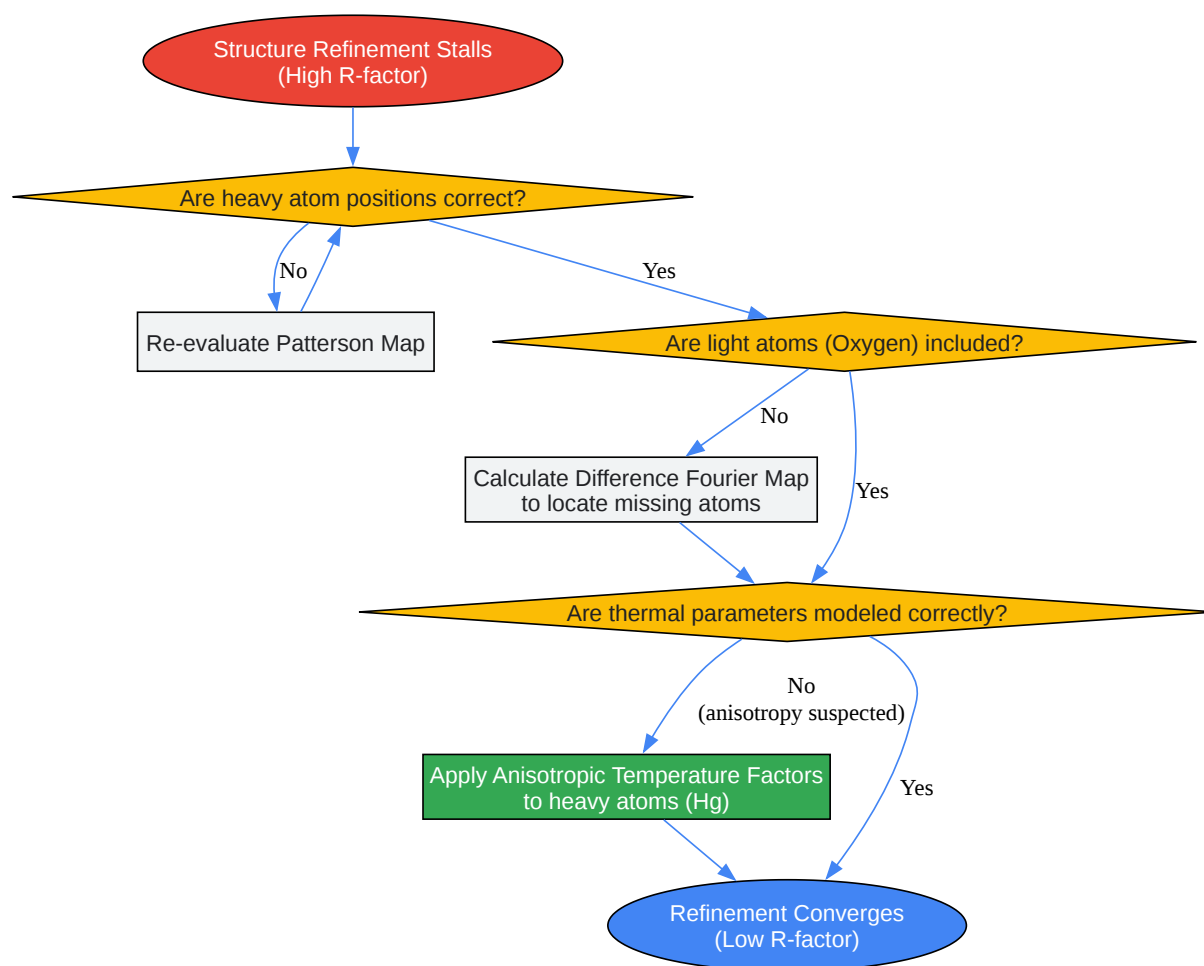 Structure Refinement Stalls
(High R-factor)
Are heavy atom positions correct?
No
Yes
Re-evaluate Patterson Map
Are light atoms (Oxygen) included?
No
Calculate Difference Fourier Map
to locate missing atoms
Yes
Are thermal parameters modeled correctly?
No
(anisotropy suspected)
Apply Anisotropic Temperature Factors
to heavy atoms (Hg)
Yes
Refinement Converges
(Low R-factor)